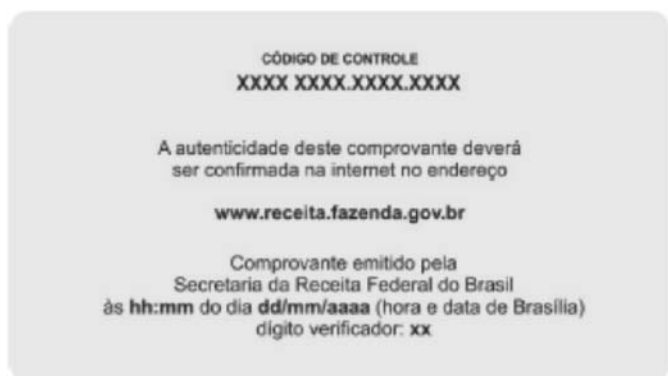 CÓDIGO DE CONTROLE
XXXX XXXX.XXXX.XXXX
A autenticidade deste comprovante deverá
ser confirmada na internet no endereço
www.receita.fazenda.gov.br
Comprovante emitido pela
Secretaria da Receita Federal do Brasil
às hh:mm do dia dd/mm/aaaa (hora e data de Brasília)
dígito verificador: xx